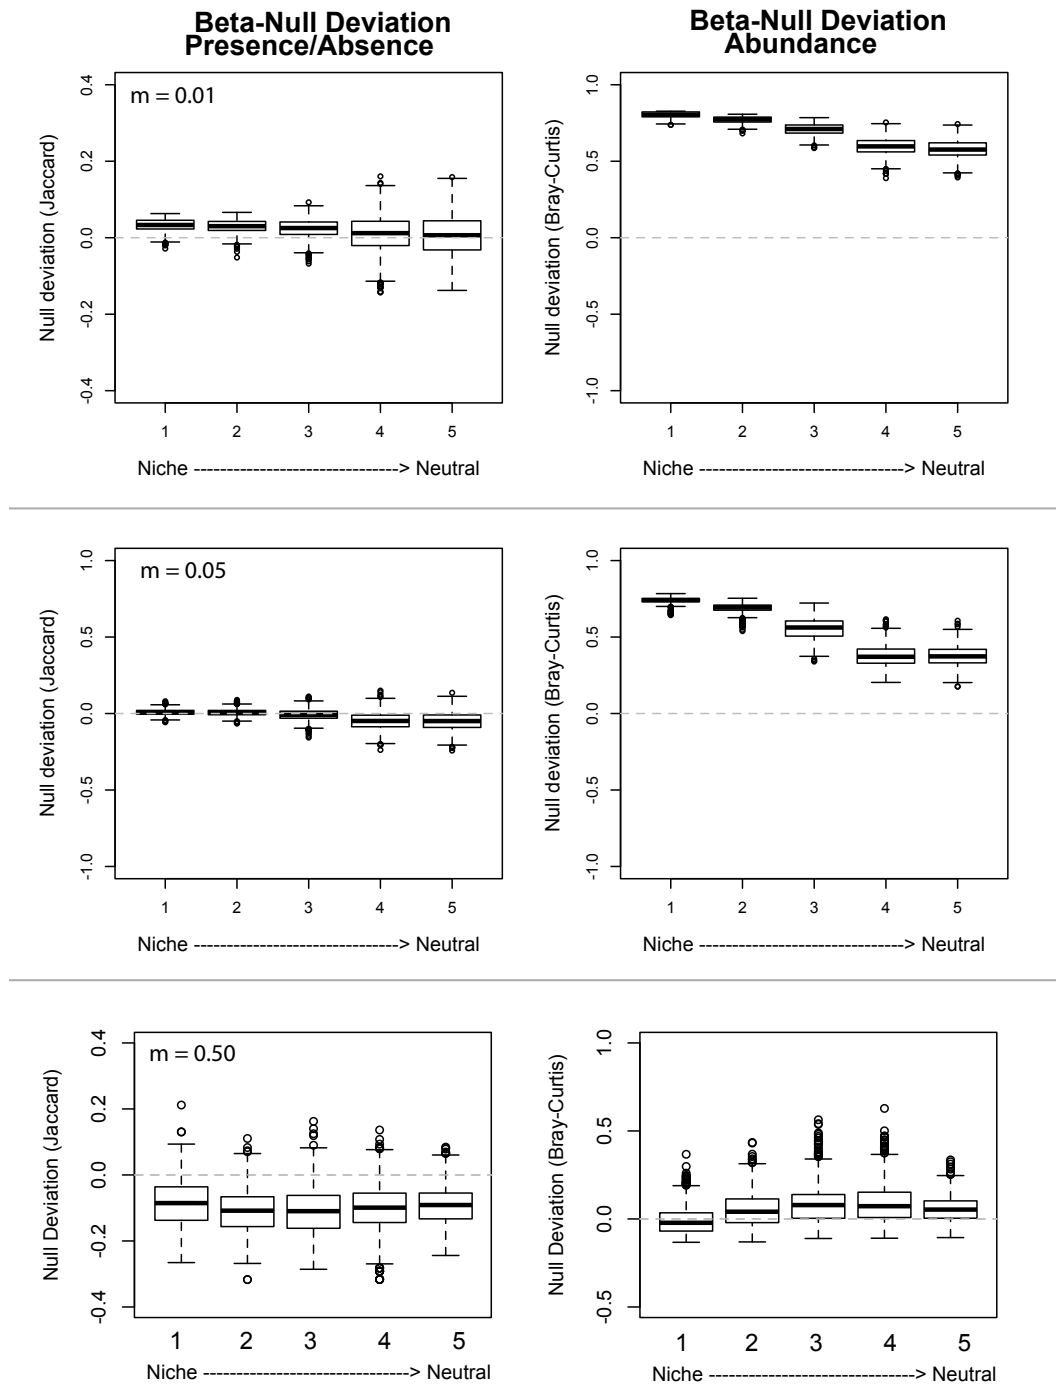 Beta-Null Deviation
Presence/Absence
Beta-Null Deviation
Abundance
Null deviation (Jaccard)
0.4
0.2
0.0
0.2
-0.4
m = 0.01
1 2 3 4 5
Niche ------------------------------> Neutral
Null deviation (Bray-Curtis)
1.0
0.5
0.0
-0.5
-1.0
1 2 3 4 5
Niche ------------------------------> Neutral
Null deviation (Jaccard)
1.0
0.5
0.0
-0.5
-1.0
m = 0.05
1 2 3 4 5
Niche ------------------------------> Neutral
Null deviation (Bray-Curtis)
1.0
0.5
0.0
-0.5
-1.0
1 2 3 4 5
Niche ------------------------------> Neutral
Null Deviation (Jaccard)
0.4
0.2
0.0
-0.2
-0.4
m = 0.50
1 2 3 4 5
Niche ------------------------------> Neutral
Null Deviation (Bray-Curtis)
1.0
0.5
0.0
-0.5
1 2 3 4 5
Niche ------------------------------> Neutral